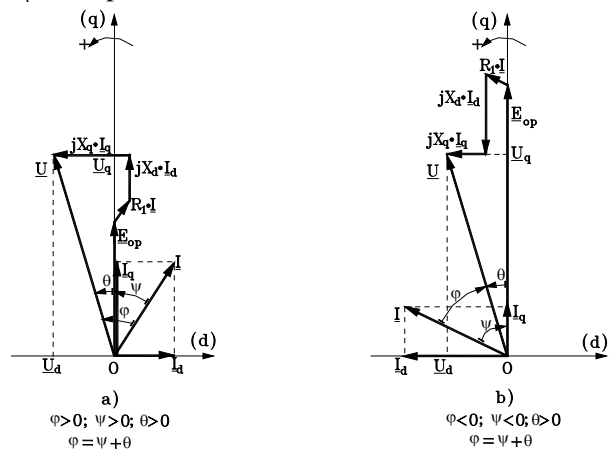 (q)
+
jXq·Iq
U
Uq
jXd·Id
R1·I
Eop
I
Iq
θ
ψ
φ
(d)
Ud
0
Id
a)
φ>0; ψ>0; θ>0
φ=ψ+θ
(q)
+
R1·I
jXd·Id
Eop
jXq·Iq
U
Uq
θ
φ
I
Iq
ψ
(d)
Id
Ud
0
b)
φ<0; ψ<0; θ>0
φ=ψ+θ